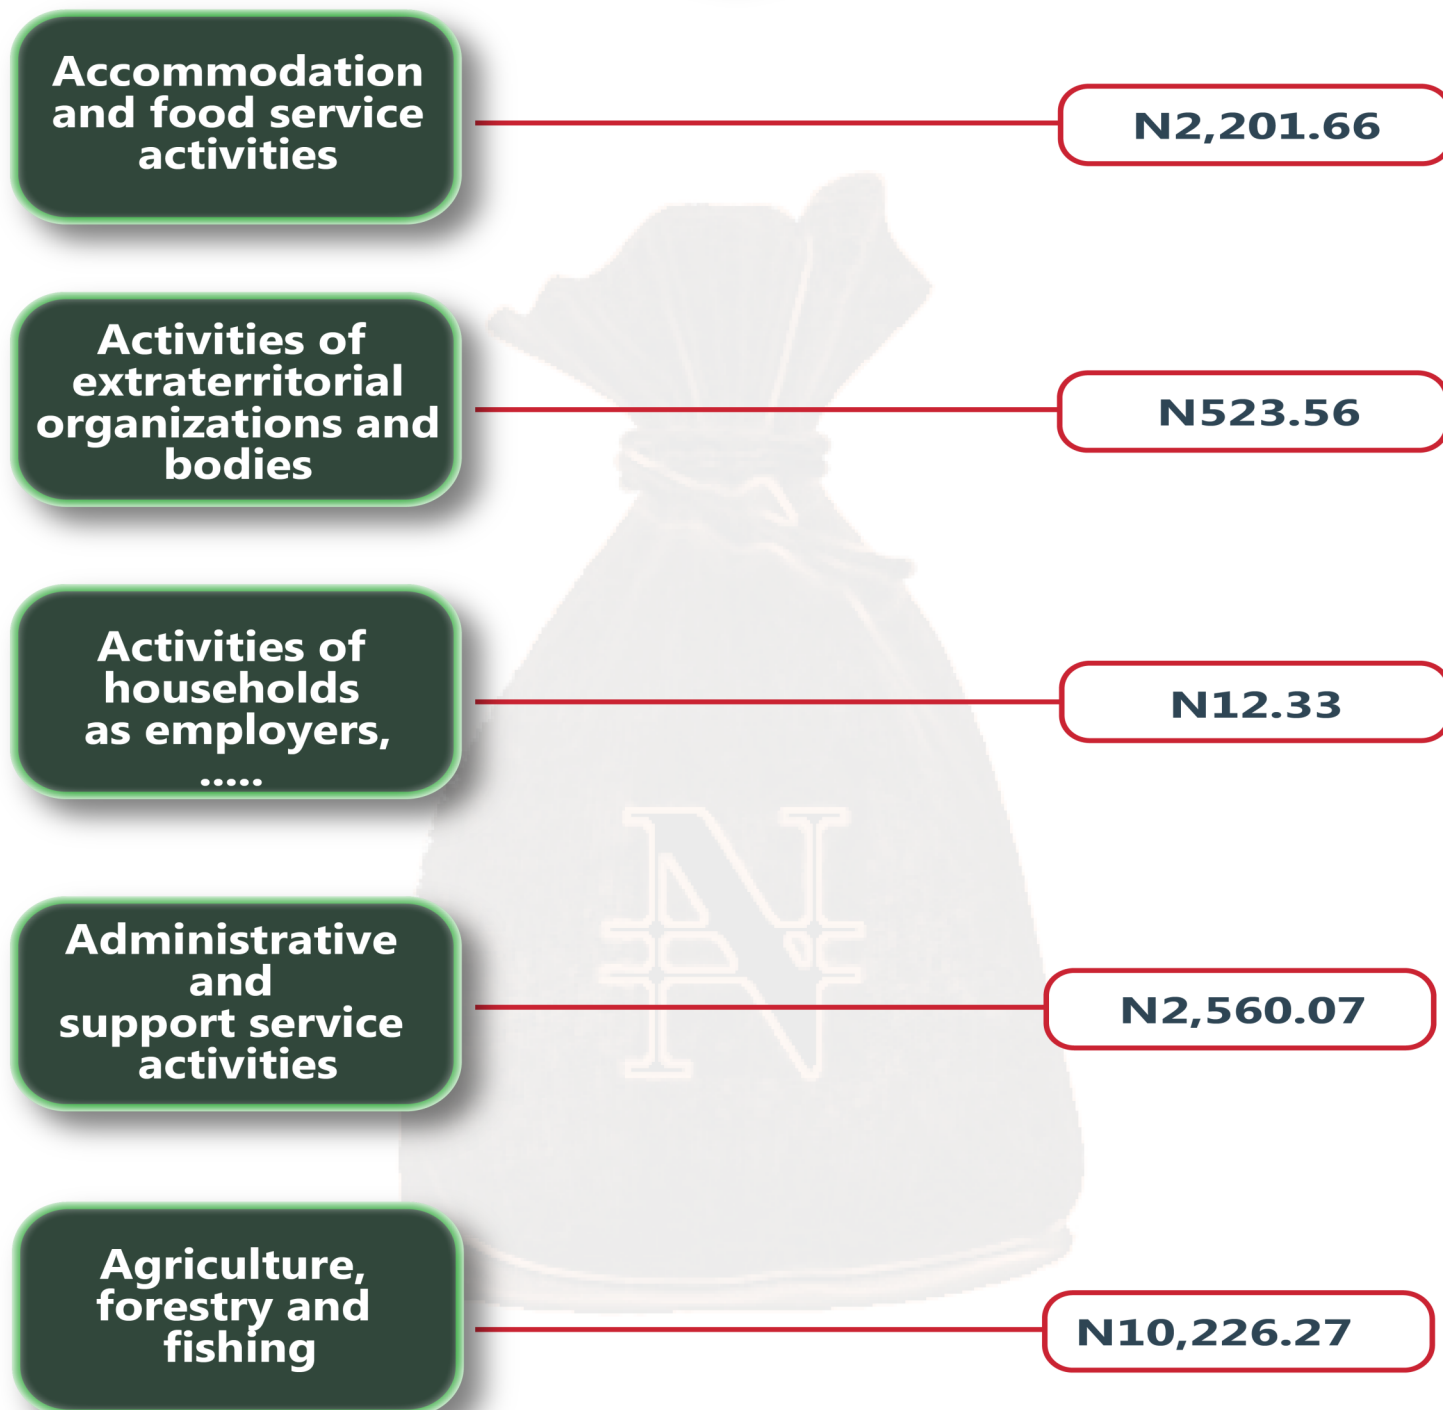 Accommodation
and food service
activities
N2,201.66
Activities of
extraterritorial
organizations and
bodies
N523.56
Activities of
households
as employers,
.....
N12.33
Administrative
and
support service
activities
N2,560.07
Agriculture,
forestry and
fishing
N10,226.27
₦